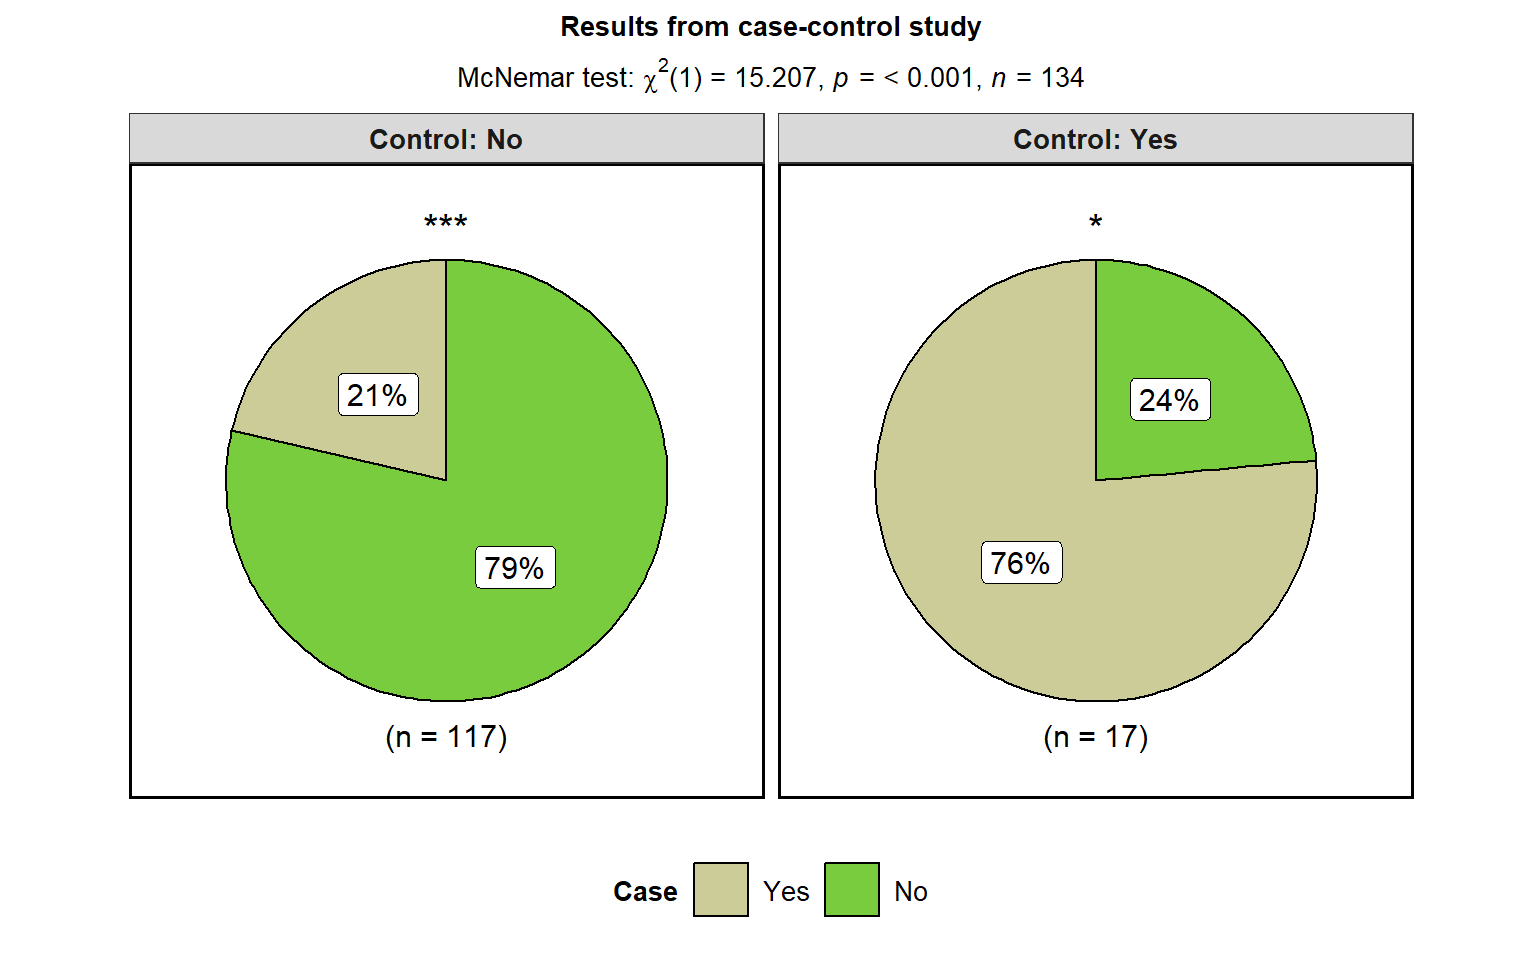 Results from case-control study
McNemar test: χ²(1) = 15.207, p = < 0.001, n = 134
Control: No
***
21%
79%
(n = 117)
Control: Yes
*
24%
76%
(n = 17)
Case Yes No